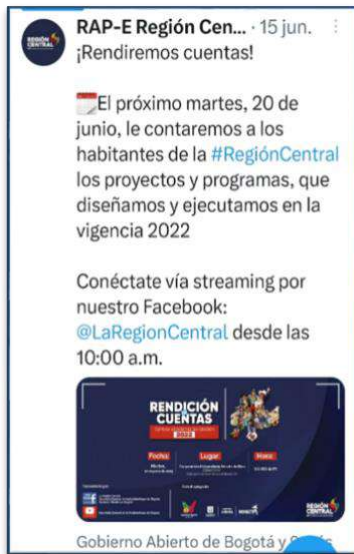 RAP-E Región Cen... · 15 jun.
¡Rendiremos cuentas!
El próximo martes, 20 de
junio, le contaremos a los
habitantes de la #RegiónCentral
los proyectos y programas, que
diseñamos y ejecutamos en la
vigencia 2022
Conéctate vía streaming por
nuestro Facebook:
@LaRegionCentral desde las
10:00 a.m.
RENDICIÓN
CUENTAS
2022
Fecha:
Lugar:
Hora:
REGIÓN
CENTRAL
Gobierno Abierto de Bogotá y